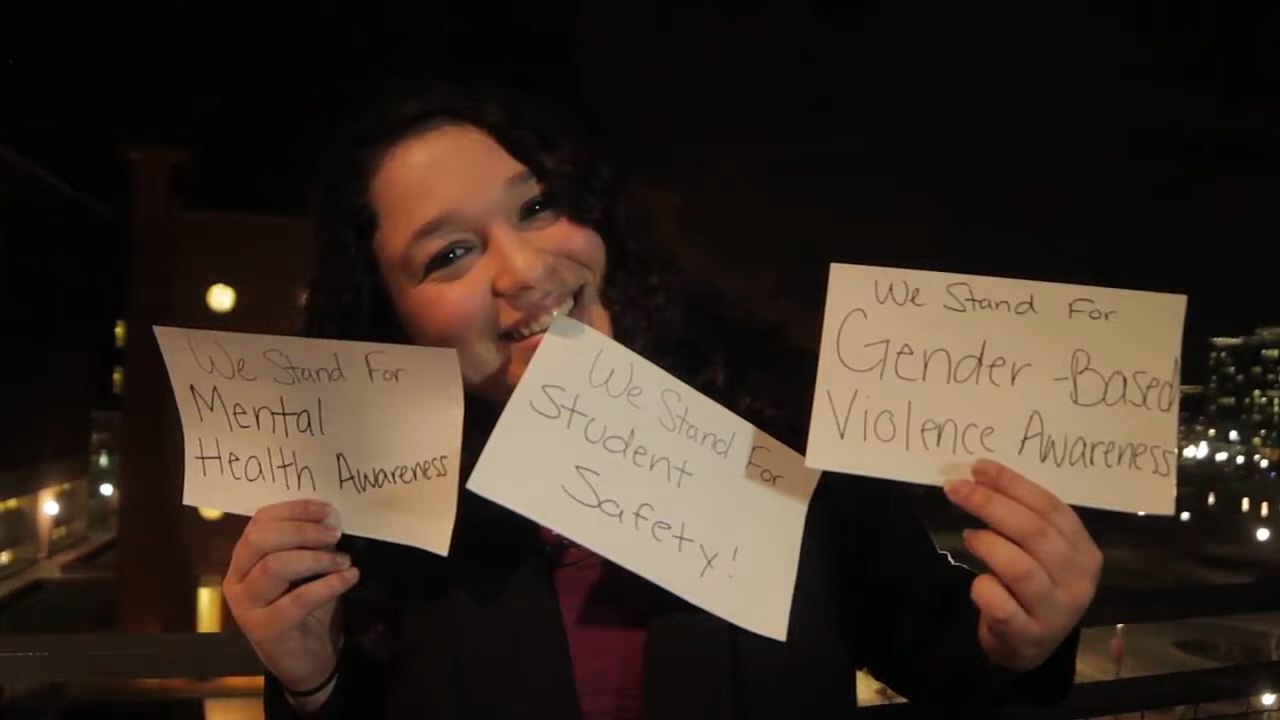 We Stand For
Mental
Health Awareness
We Stand For
Student
Safety!
We Stand For
Gender-Based
Violence Awareness